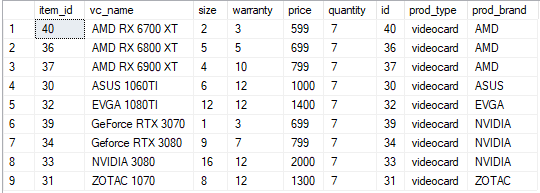 item_id vc_name size warranty price quantity id prod_type prod_brand
1 40 AMD RX 6700 XT 2 3 599 7 40 videocard AMD
2 36 AMD RX 6800 XT 5 5 699 7 36 videocard AMD
3 37 AMD RX 6900 XT 4 10 799 7 37 videocard AMD
4 30 ASUS 1060TI 6 12 1000 7 30 videocard ASUS
5 32 EVGA 1080TI 12 12 1400 7 32 videocard EVGA
6 39 GeForce RTX 3070 1 3 699 7 39 videocard NVIDIA
7 34 Geforce RTX 3080 9 7 799 7 34 videocard NVIDIA
8 33 NVIDIA 3080 16 12 2000 7 33 videocard NVIDIA
9 31 ZOTAC 1070 8 12 1300 7 31 videocard ZOTAC